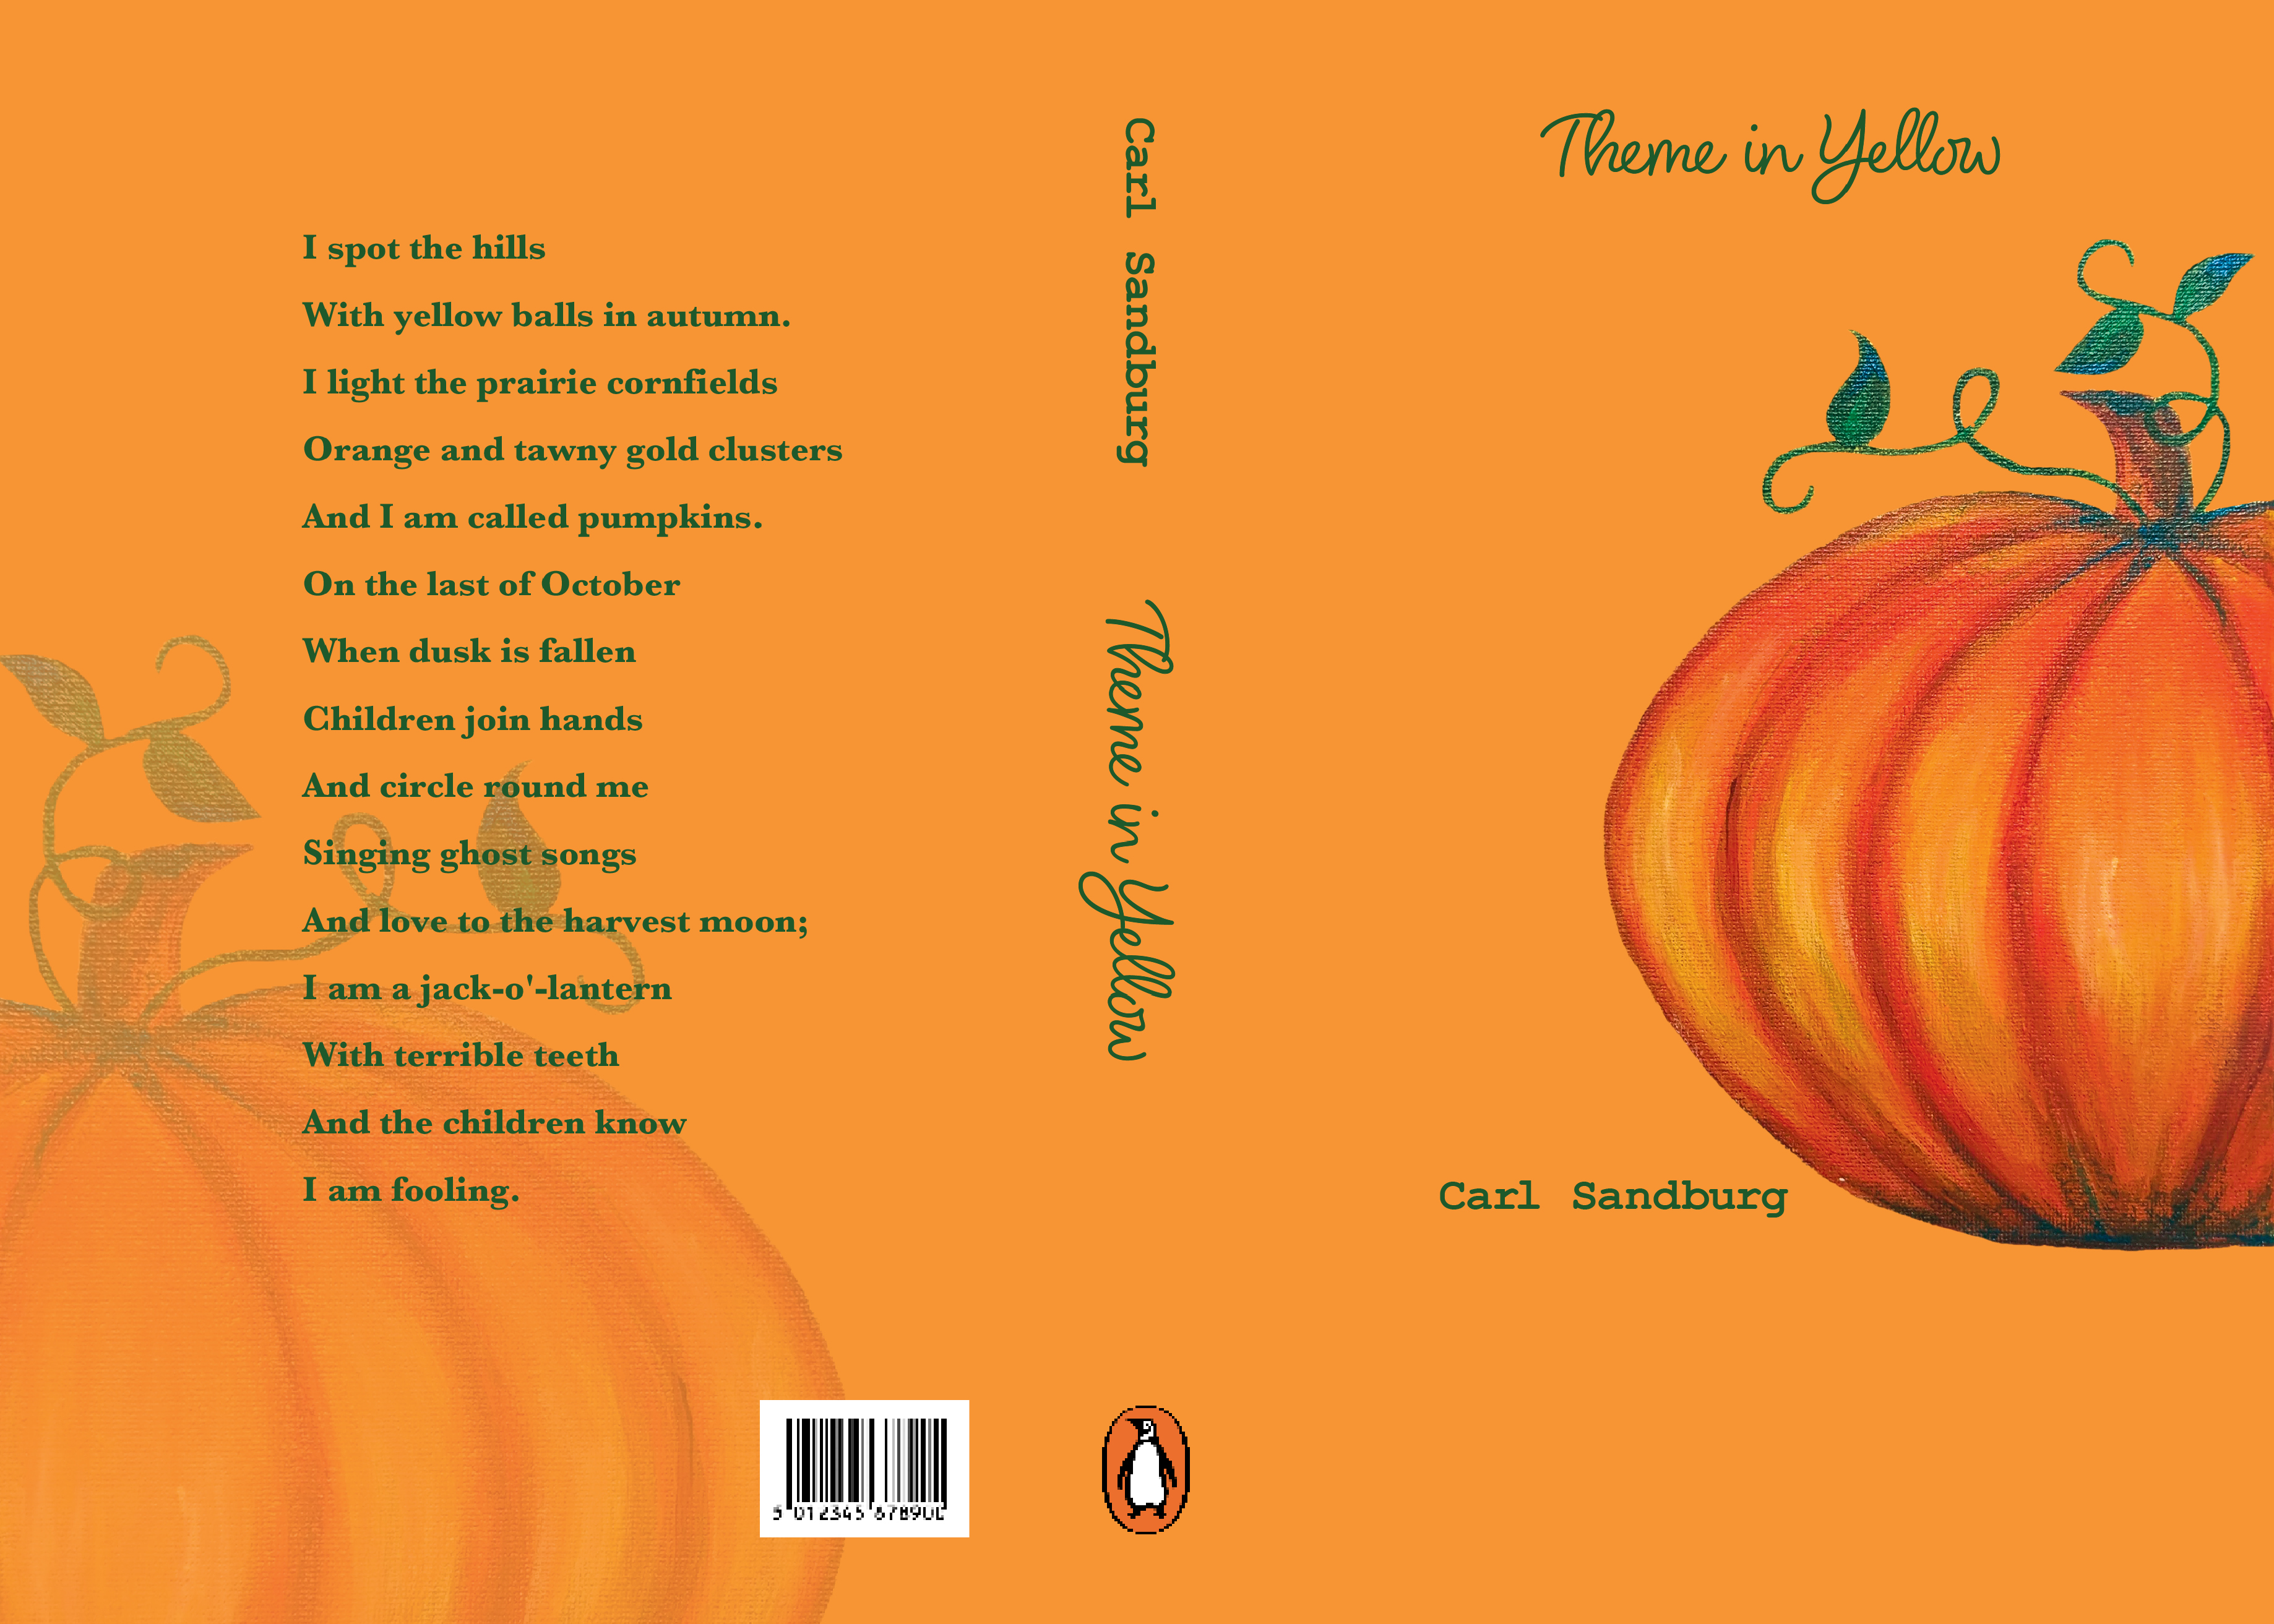 I spot the hills
With yellow balls in autumn.
I light the prairie cornfields
Orange and tawny gold clusters
And I am called pumpkins.
On the last of October
When dusk is fallen
Children join hands
And circle round me
Singing ghost songs
And love to the harvest moon;
I am a jack-o'-lantern
With terrible teeth
And the children know
I am fooling.
Carl Sandburg
Theme in Yellow
Theme in Yellow
Carl Sandburg